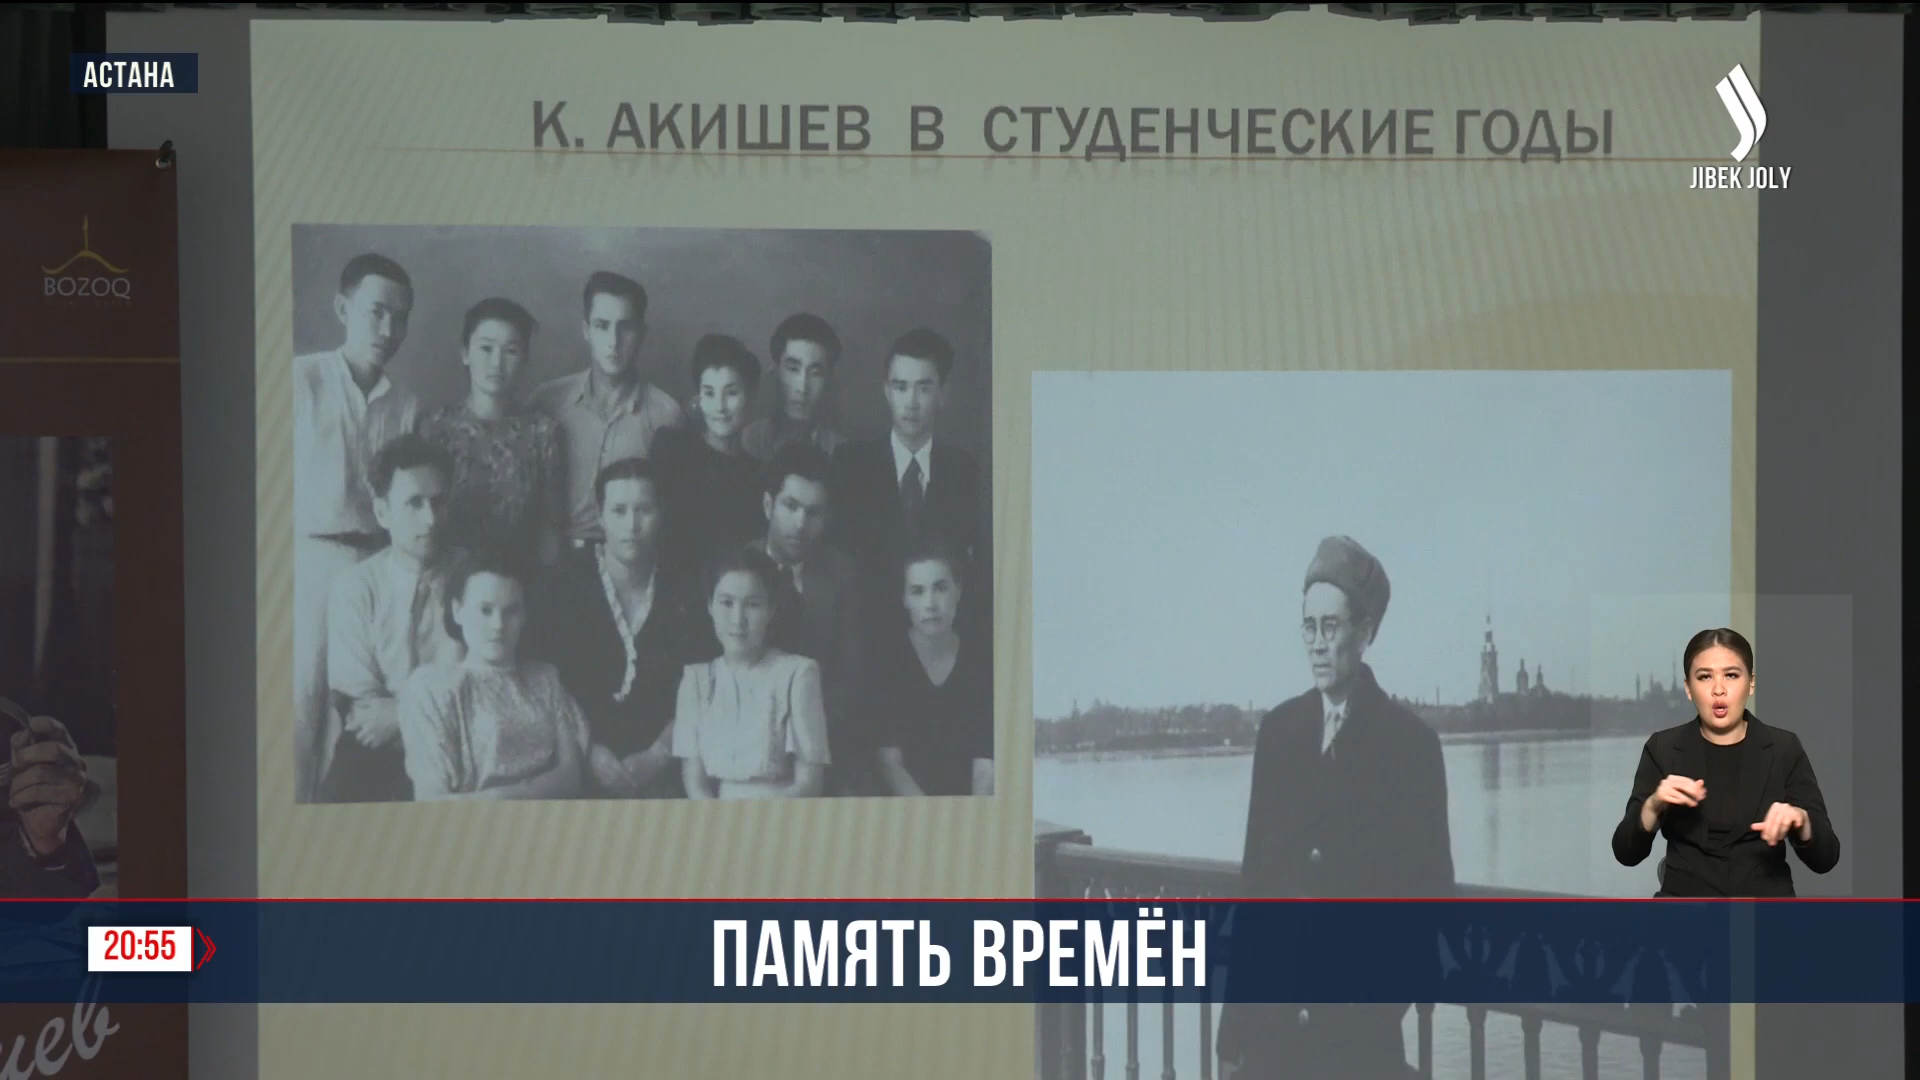 АСТАНА
К. АКИШЕВ В СТУДЕНЧЕСКИЕ ГОДЫ
JIBEK JOLY
BOZOQ
20:55
ПАМЯТЬ ВРЕМЁН